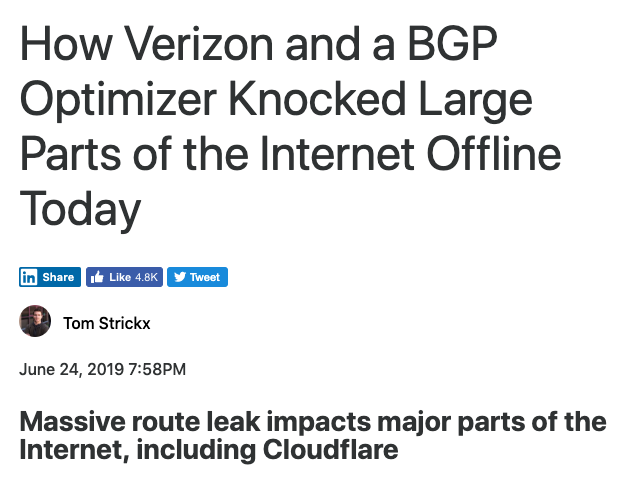 How Verizon and a BGP
Optimizer Knocked Large
Parts of the Internet Offline
Today
in Share Like 4.8K Tweet
Tom Strickx
June 24, 2019 7:58PM
Massive route leak impacts major parts of the
Internet, including Cloudflare